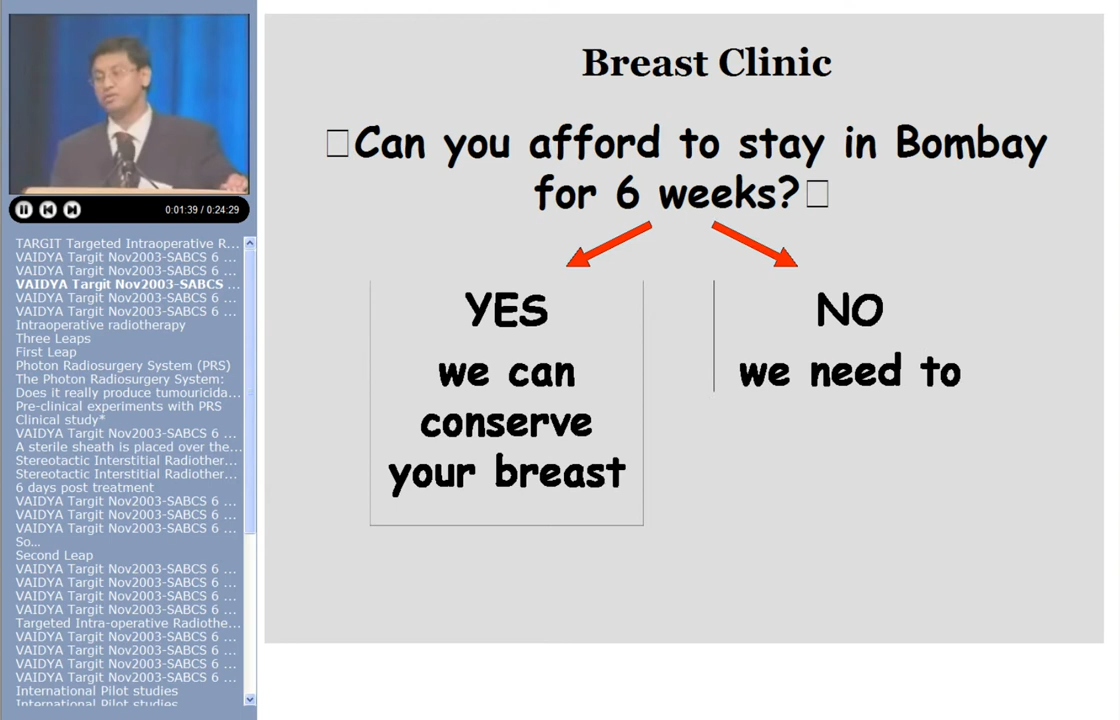 0:01:39 / 0:24:29
TARGIT Targeted Intraoperative R...
VAIDYA Targit Nov2003-SABCS 6 ...
VAIDYA Targit Nov2003-SABCS 6 ...
VAIDYA Targit Nov2003-SABCS ...
VAIDYA Targit Nov2003-SABCS 6 ...
VAIDYA Targit Nov2003-SABCS 6 ...
Intraoperative radiotherapy
Three Leaps
First Leap
Photon Radiosurgery System (PRS)
The Photon Radiosurgery System:
Does it really produce tumouricida...
Pre-clinical experiments with PRS
Clinical study*
VAIDYA Targit Nov2003-SABCS 6 ...
A sterile sheath is placed over the...
Stereotactic Interstitial Radiother...
Stereotactic Interstitial Radiother...
6 days post treatment
VAIDYA Targit Nov2003-SABCS 6 ...
VAIDYA Targit Nov2003-SABCS 6 ...
VAIDYA Targit Nov2003-SABCS 6 ...
So...
Second Leap
VAIDYA Targit Nov2003-SABCS 6 ...
VAIDYA Targit Nov2003-SABCS 6 ...
VAIDYA Targit Nov2003-SABCS 6 ...
VAIDYA Targit Nov2003-SABCS 6 ...
Targeted Intra-operative Radiothe...
VAIDYA Targit Nov2003-SABCS 6 ...
VAIDYA Targit Nov2003-SABCS 6 ...
VAIDYA Targit Nov2003-SABCS 6 ...
VAIDYA Targit Nov2003-SABCS 6 ...
International Pilot studies
International Pilot studies
Breast Clinic
□Can you afford to stay in Bombay
for 6 weeks?□
YES
we can
conserve
your breast
NO
we need to